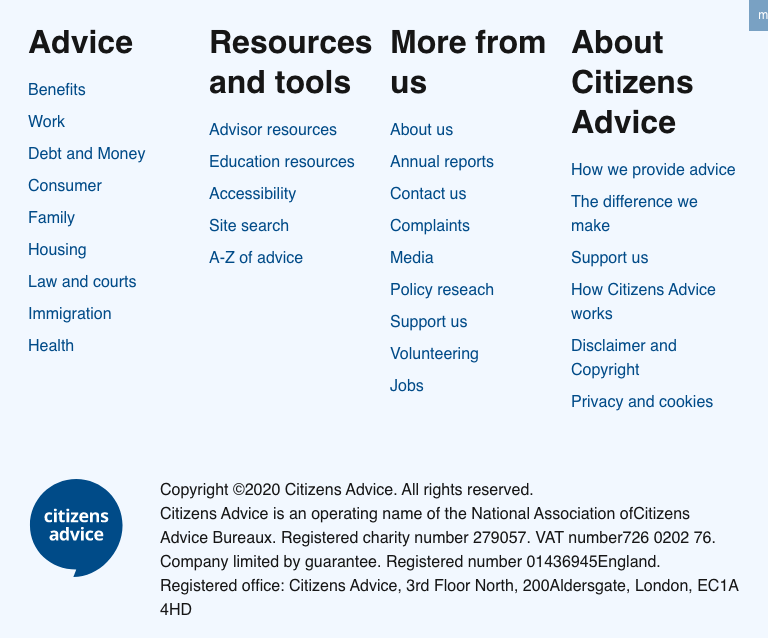 m
Advice
Benefits
Work
Debt and Money
Consumer
Family
Housing
Law and courts
Immigration
Health
Resources
and tools
Advisor resources
Education resources
Accessibility
Site search
A-Z of advice
More from
us
About us
Annual reports
Contact us
Complaints
Media
Policy reseach
Support us
Volunteering
Jobs
About
Citizens
Advice
How we provide advice
The difference we
make
Support us
How Citizens Advice
works
Disclaimer and
Copyright
Privacy and cookies
citizens
advice
Copyright ©2020 Citizens Advice. All rights reserved.
Citizens Advice is an operating name of the National Association ofCitizens
Advice Bureaux. Registered charity number 279057. VAT number726 0202 76.
Company limited by guarantee. Registered number 01436945England.
Registered office: Citizens Advice, 3rd Floor North, 200Aldersgate, London, EC1A
4HD